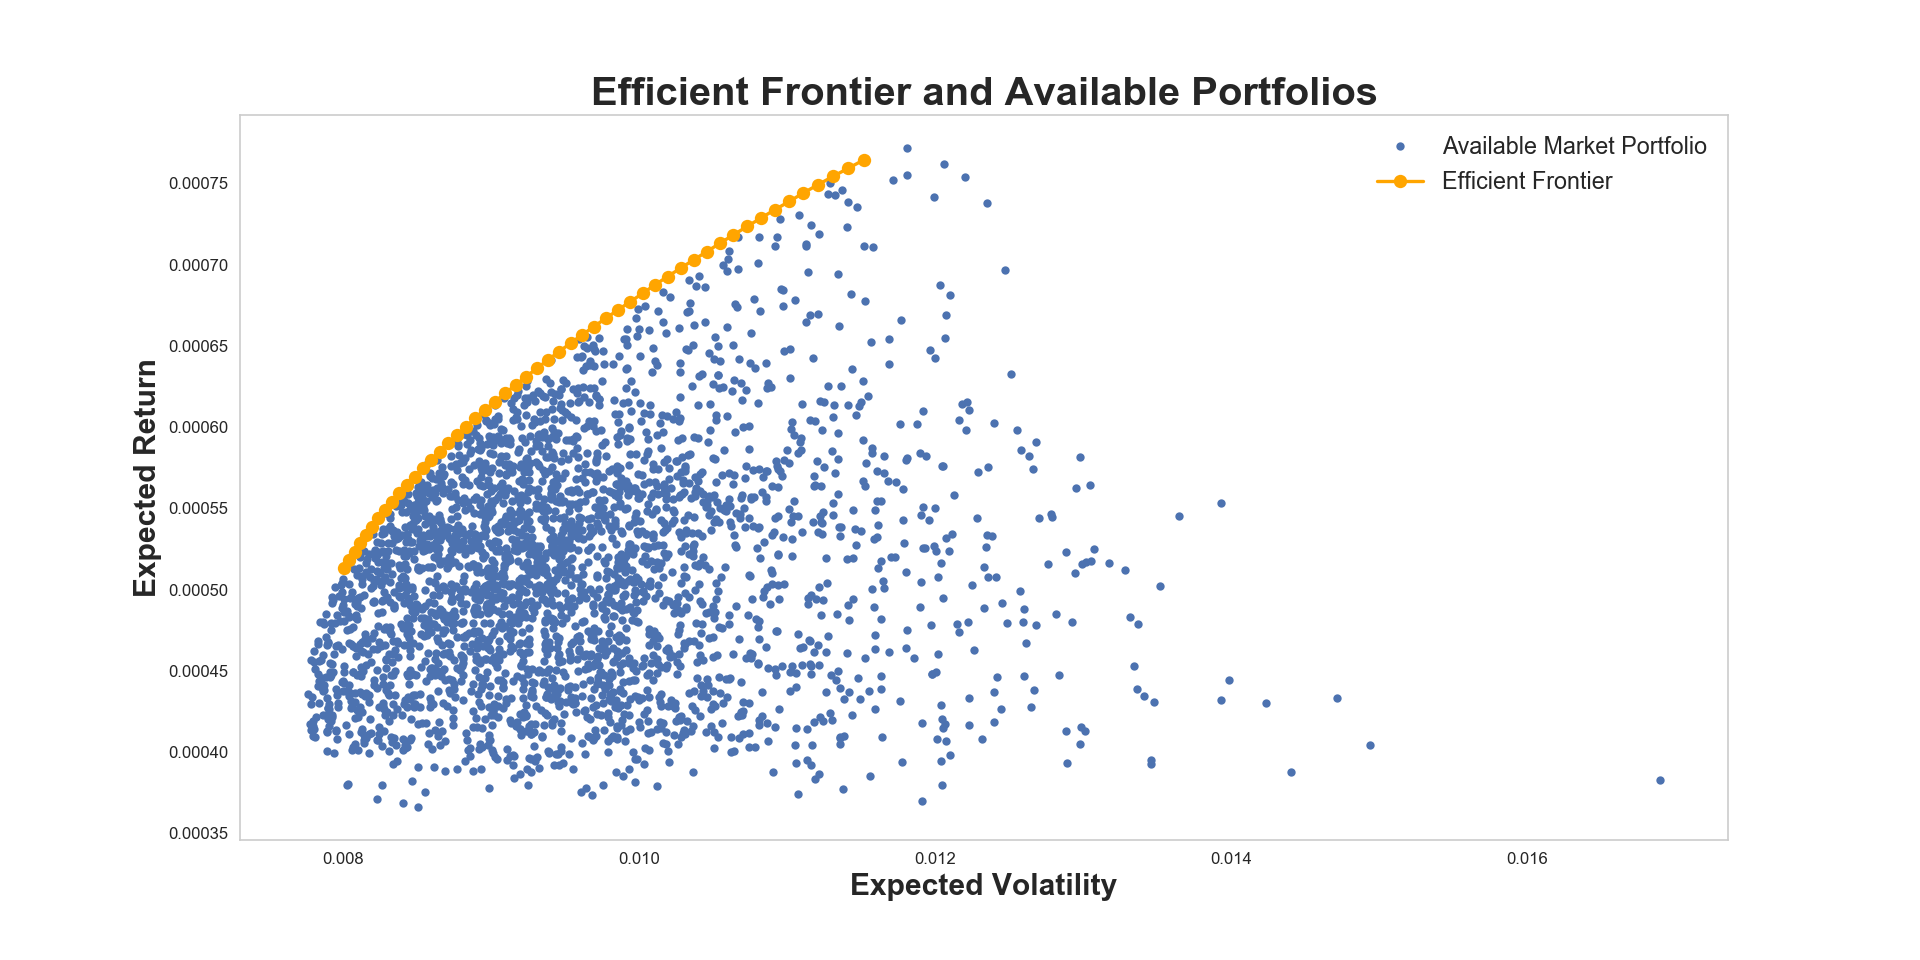 Efficient Frontier and Available Portfolios
Available Market Portfolio
Efficient Frontier
Expected Return
0.00075
0.00070
0.00065
0.00060
0.00055
0.00050
0.00045
0.00040
0.00035
0.008 0.010 0.012 0.014 0.016
Expected Volatility